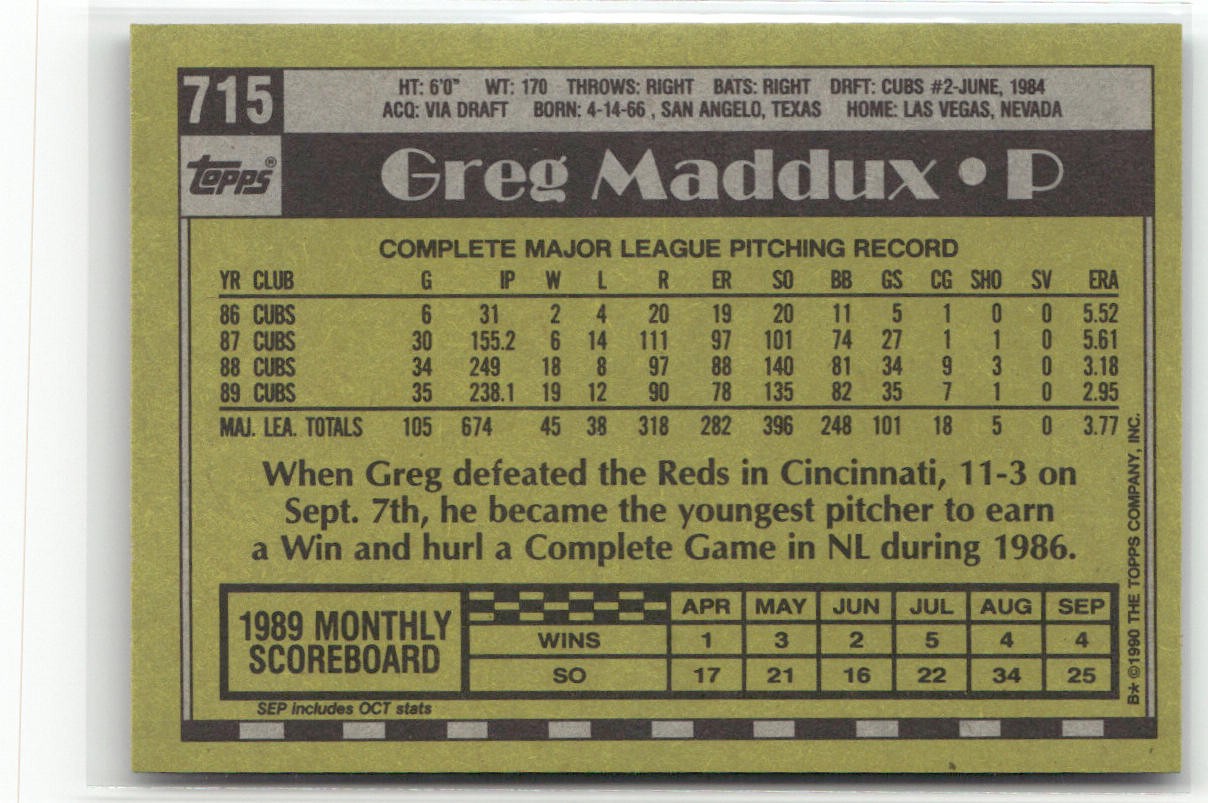 715
HT: 6'0" WT: 170 THROWS: RIGHT BATS: RIGHT DRFT: CUBS #2-JUNE, 1984
ACQ: VIA DRAFT BORN: 4-14-66 , SAN ANGELO, TEXAS HOME: LAS VEGAS, NEVADA
topps®
Greg Maddux • P
COMPLETE MAJOR LEAGUE PITCHING RECORD
YR CLUB G IP W L R ER SO BB GS CG SHO SV ERA
86 CUBS 6 31 2 4 20 19 20 11 5 1 0 0 5.52
87 CUBS 30 155.2 6 14 111 97 101 74 27 1 1 0 5.61
88 CUBS 34 249 18 8 97 88 140 81 34 9 3 0 3.18
89 CUBS 35 238.1 19 12 90 78 135 82 35 7 1 0 2.95
MAJ. LEA. TOTALS 105 674 45 38 318 282 396 248 101 18 5 0 3.77
When Greg defeated the Reds in Cincinnati, 11-3 on
Sept. 7th, he became the youngest pitcher to earn
a Win and hurl a Complete Game in NL during 1986.
1989 MONTHLY
SCOREBOARD
APR MAY JUN JUL AUG SEP
WINS 1 3 2 5 4 4
SO 17 21 16 22 34 25
SEP includes OCT stats
B* ©1990 THE TOPPS COMPANY, INC.